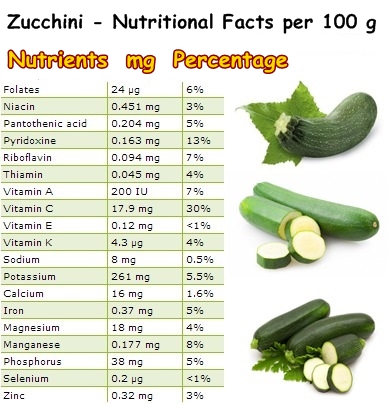 Zucchini - Nutritional Facts per 100 g
Nutrients mg Percentage
Folates 24 µg 6%
Niacin 0.451 mg 3%
Pantothenic acid 0.204 mg 5%
Pyridoxine 0.163 mg 13%
Riboflavin 0.094 mg 7%
Thiamin 0.045 mg 4%
Vitamin A 200 IU 7%
Vitamin C 17.9 mg 30%
Vitamin E 0.12 mg <1%
Vitamin K 4.3 µg 4%
Sodium 8 mg 0.5%
Potassium 261 mg 5.5%
Calcium 16 mg 1.6%
Iron 0.37 mg 5%
Magnesium 18 mg 4%
Manganese 0.177 mg 8%
Phosphorus 38 mg 5%
Selenium 0.2 µg <1%
Zinc 0.32 mg 3%